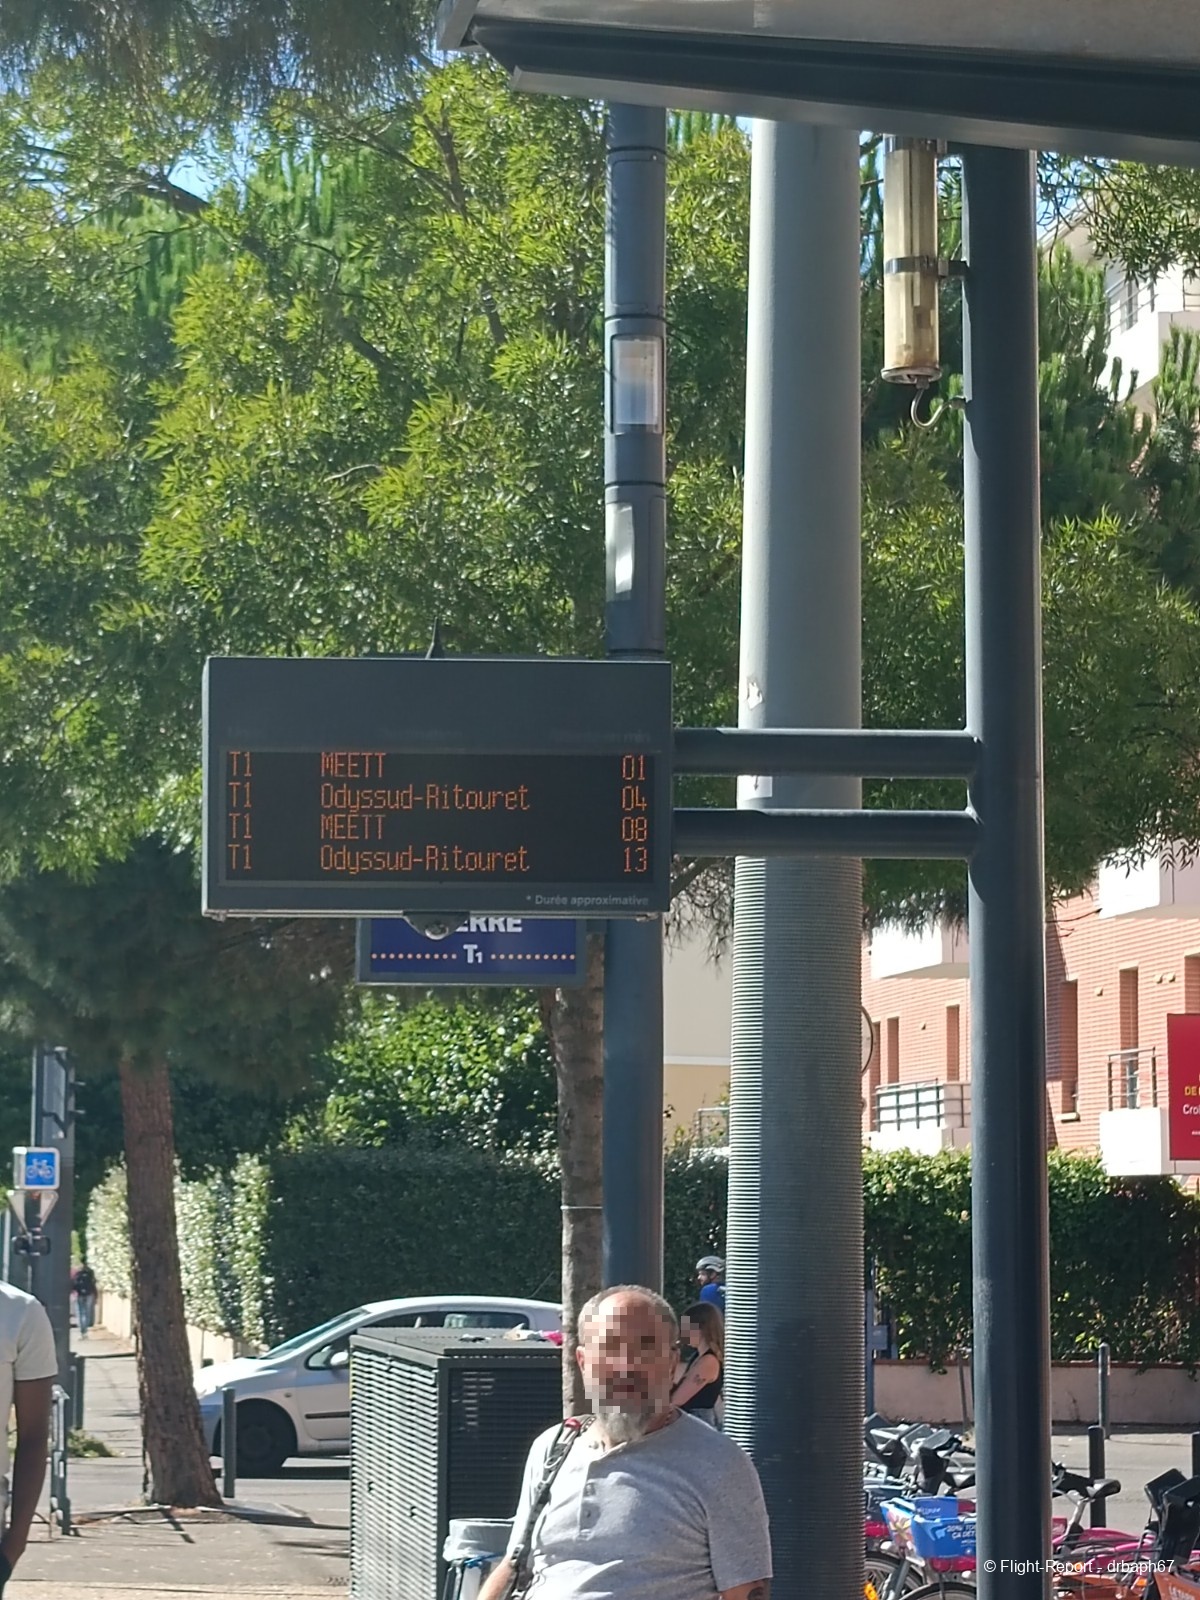 T1 MEETT 01
T1 Odyssud-Ritouret 04
T1 MEETT 08
T1 Odyssud-Ritouret 13
* Durée approximative
ERRE
T1
© Flight-Report - drbaph67